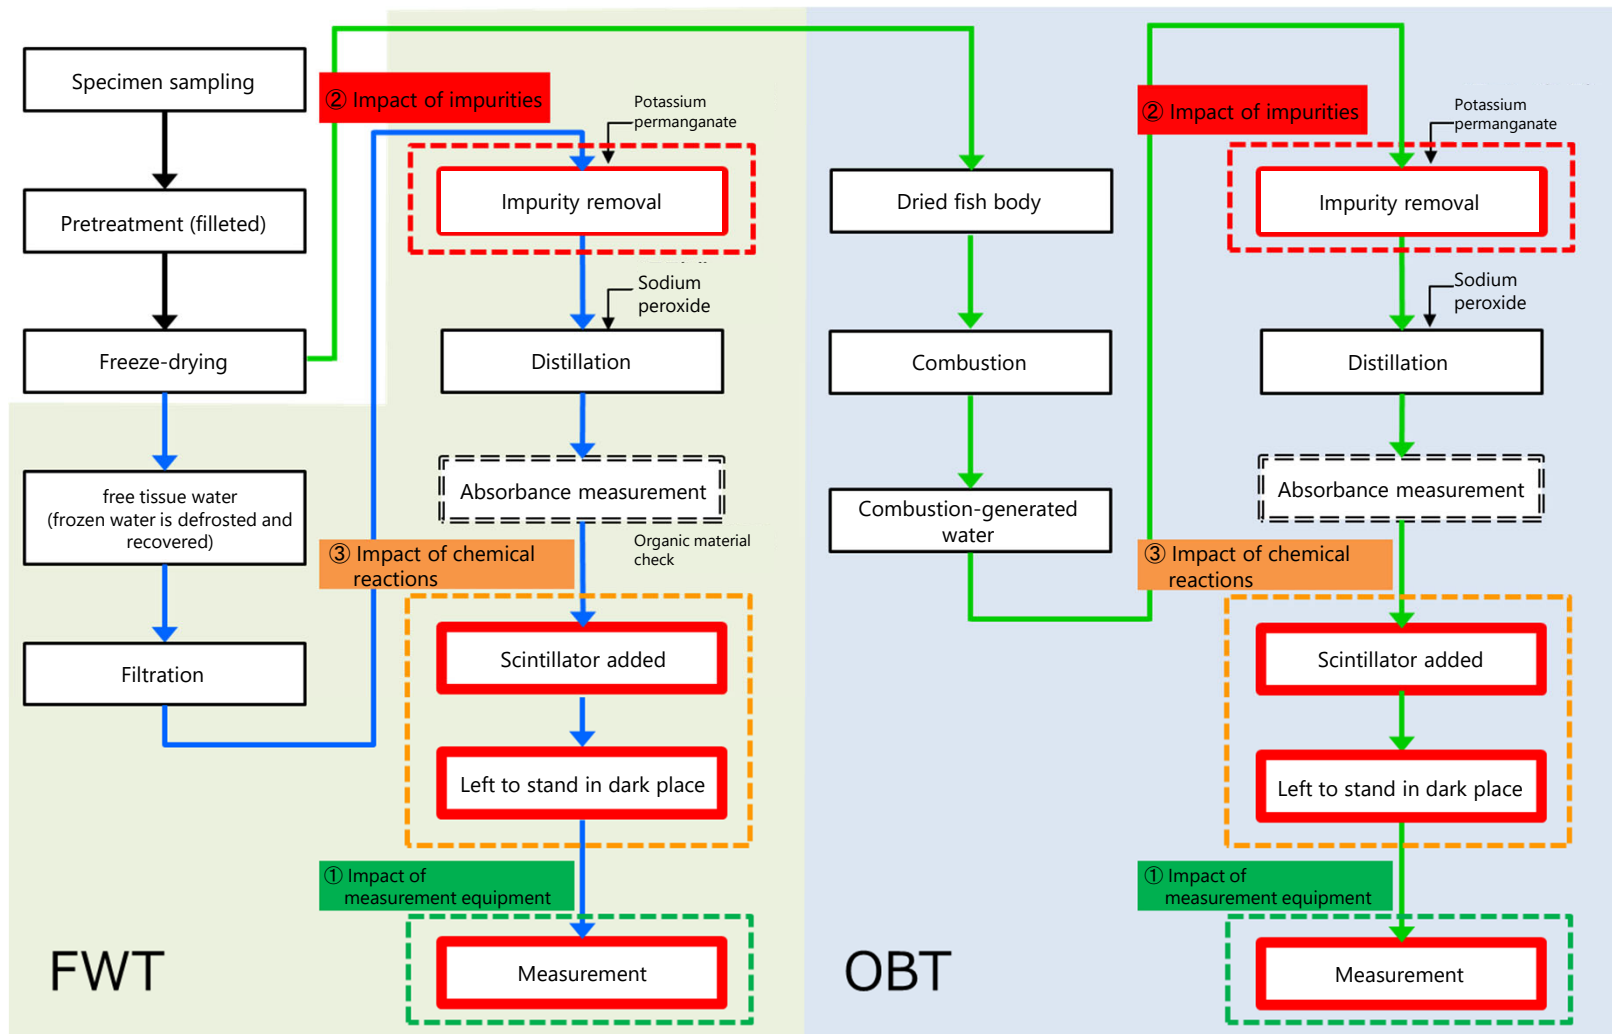 Specimen sampling
Pretreatment (filleted)
Freeze-drying
free tissue water
(frozen water is defrosted and
recovered)
Filtration
② Impact of impurities
Potassium
permanganate
Impurity removal
Sodium
peroxide
Distillation
Absorbance measurement
Organic material
check
③ Impact of chemical
reactions
Scintillator added
Left to stand in dark place
① Impact of
measurement equipment
Measurement
FWT
Dried fish body
Combustion
Combustion-generated
water
② Impact of impurities
Potassium
permanganate
Impurity removal
Sodium
peroxide
Distillation
Absorbance measurement
③ Impact of chemical
reactions
Scintillator added
Left to stand in dark place
① Impact of
measurement equipment
Measurement
OBT